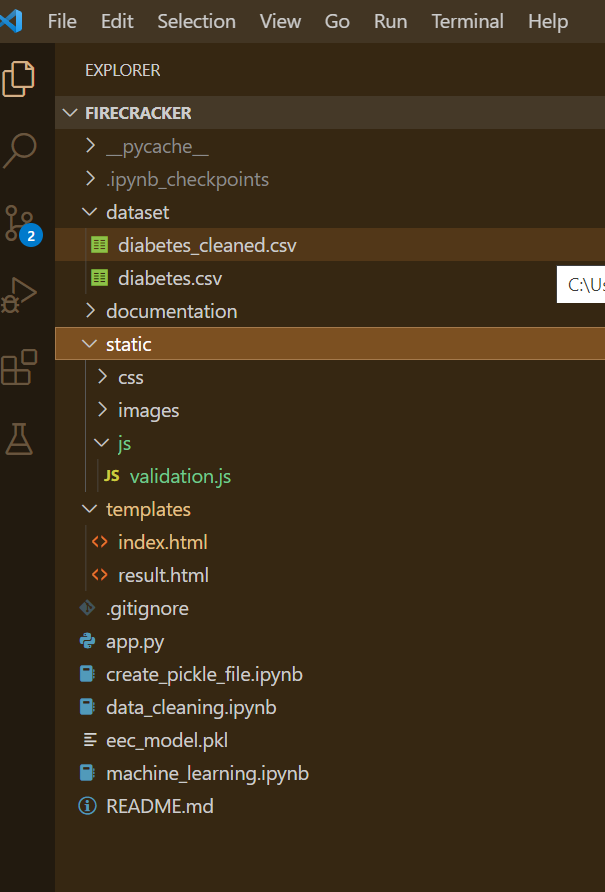 File Edit Selection View Go Run Terminal Help
EXPLORER
FIRECRACKER
__pycache__
.ipynb_checkpoints
dataset
diabetes_cleaned.csv
diabetes.csv
C:\Us
documentation
static
css
images
js
JS validation.js
templates
index.html
result.html
.gitignore
app.py
create_pickle_file.ipynb
data_cleaning.ipynb
eec_model.pkl
machine_learning.ipynb
README.md
2